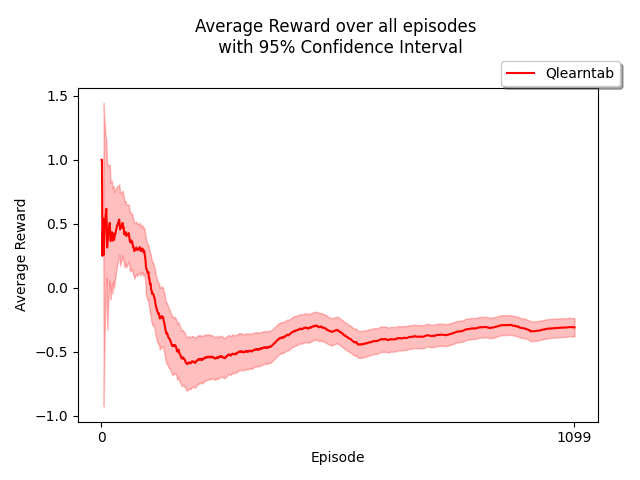 Average Reward over all episodes
with 95% Confidence Interval
Qlearntab
1.5
1.0
0.5
0.0
−0.5
−1.0
Average Reward
0
1099
Episode